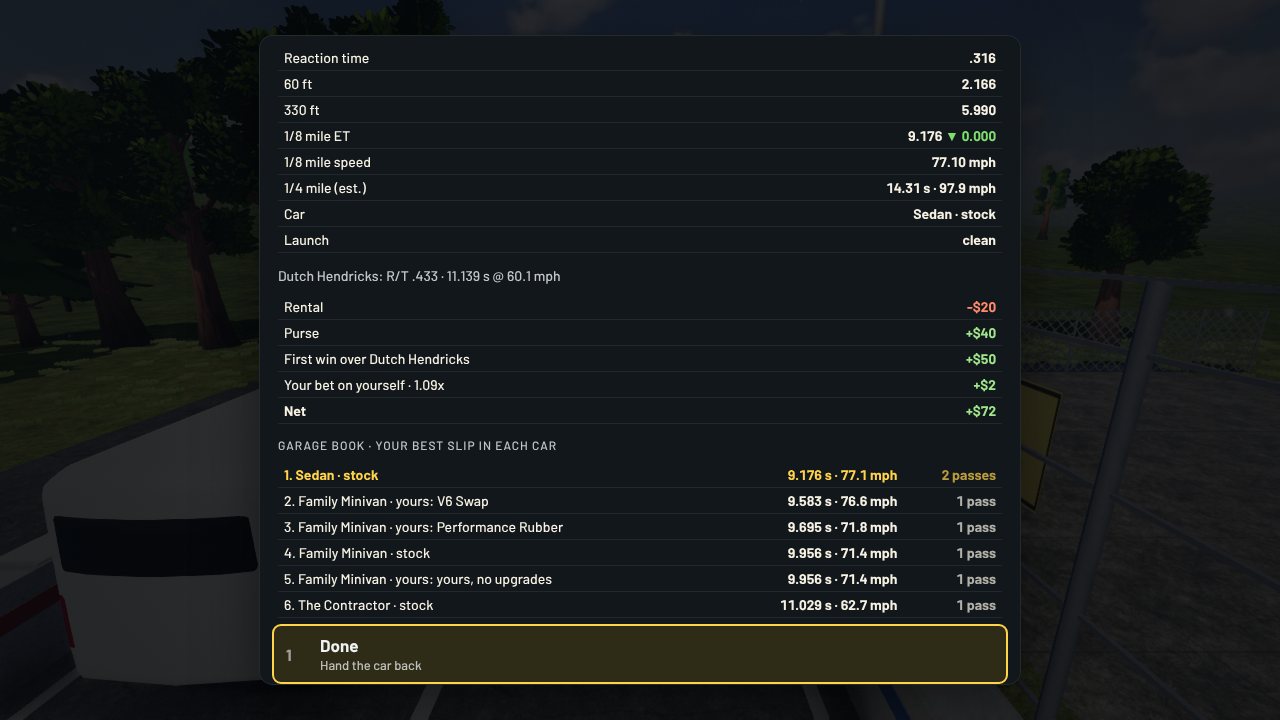 Reaction time .316
60 ft 2.166
330 ft 5.990
1/8 mile ET 9.176 ▼ 0.000
1/8 mile speed 77.10 mph
1/4 mile (est.) 14.31 s · 97.9 mph
Car Sedan · stock
Launch clean
Dutch Hendricks: R/T .433 · 11.139 s @ 60.1 mph
Rental -$20
Purse +$40
First win over Dutch Hendricks +$50
Your bet on yourself · 1.09x +$2
Net +$72
GARAGE BOOK · YOUR BEST SLIP IN EACH CAR
1. Sedan · stock 9.176 s · 77.1 mph 2 passes
2. Family Minivan · yours: V6 Swap 9.583 s · 76.6 mph 1 pass
3. Family Minivan · yours: Performance Rubber 9.695 s · 71.8 mph 1 pass
4. Family Minivan · stock 9.956 s · 71.4 mph 1 pass
5. Family Minivan · yours: yours, no upgrades 9.956 s · 71.4 mph 1 pass
6. The Contractor · stock 11.029 s · 62.7 mph 1 pass
1 Done
Hand the car back